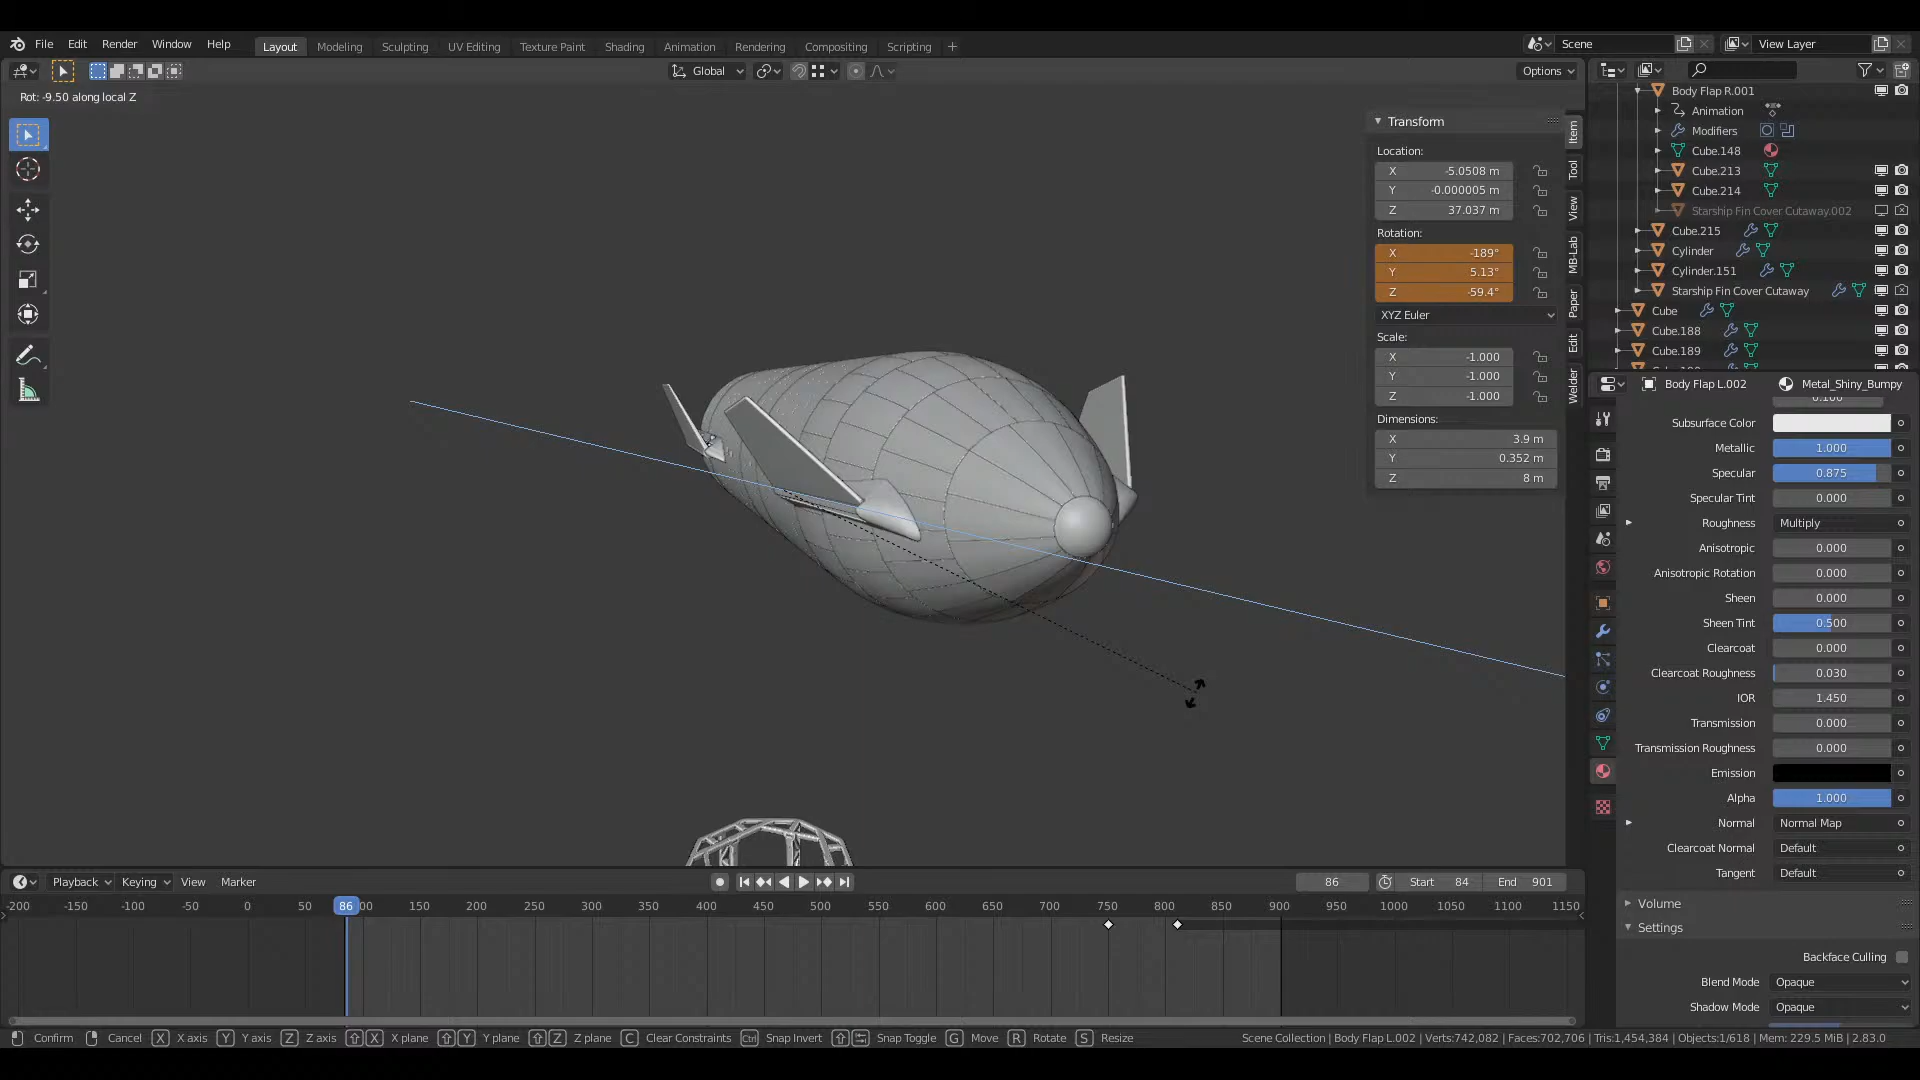 File Edit Render Window Help Layout Modeling Sculpting UV Editing Texture Paint Shading Animation Rendering Compositing Scripting + Scene View Layer
Global Options
Rot: -9.50 along local Z
Transform
Location:
X -5.0508 m
Y -0.000005 m
Z 37.037 m
Rotation:
X -189°
Y 5.13°
Z -59.4°
XYZ Euler
Scale:
X -1.000
Y -1.000
Z -1.000
Dimensions:
X 3.9 m
Y 0.352 m
Z 8 m
Item
Tool
View
MB-Lab
Paper
Edit
Welder
Body Flap R.001
Animation
Modifiers
Cube.148
Cube.213
Cube.214
Starship Fin Cover Cutaway.002
Cube.215
Cylinder
Cylinder.151
Starship Fin Cover Cutaway
Cube
Cube.188
Cube.189
Body Flap L.002 Metal_Shiny_Bumpy
0.100
Subsurface Color
Metallic 1.000
Specular 0.875
Specular Tint 0.000
Roughness Multiply
Anisotropic 0.000
Anisotropic Rotation 0.000
Sheen 0.000
Sheen Tint 0.500
Clearcoat 0.000
Clearcoat Roughness 0.030
IOR 1.450
Transmission 0.000
Transmission Roughness 0.000
Emission
Alpha 1.000
Normal Normal Map
Clearcoat Normal Default
Tangent Default
Volume
Settings
Backface Culling
Blend Mode Opaque
Shadow Mode Opaque
Playback Keying View Marker 86 Start 84 End 901
-200 -150 -100 -50 0 50 86 00 150 200 250 300 350 400 450 500 550 600 650 700 750 800 850 900 950 1000 1050 1100 1150
Confirm Cancel X X axis Y Y axis Z Z axis X X plane Y Y plane Z Z plane C Clear Constraints Ctrl Snap Invert Snap Toggle G Move R Rotate S Resize Scene Collection | Body Flap L.002 | Verts:742,082 | Faces:702,706 | Tris:1,454,384 | Objects:1/618 | Mem: 229.5 MiB | 2.83.0